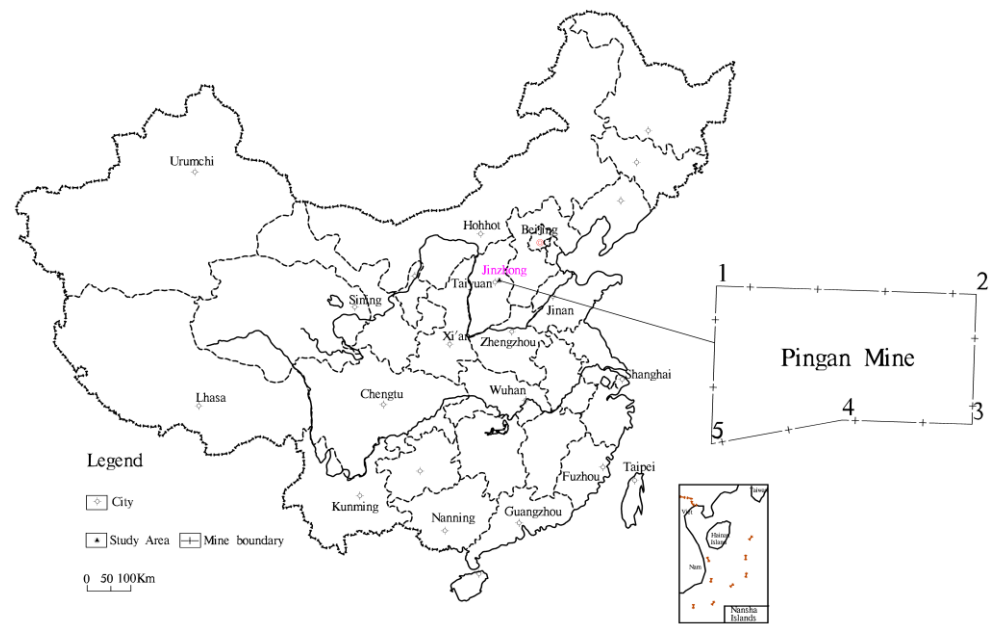 Urumchi
Hohhot
Beijing
Jinzhong
Taiyuan
Sining
Jinan
Xi'an
Zhengzhou
Shanghai
Lhasa
Chengtu
Wuhan
Fuzhou
Taipei
Kunming
Nanning
Guangzhou
Legend
City
Study Area
Mine boundary
0 50 100Km
1
2
Pingan Mine
3
4
5
Taiwan
Hainan
Island
Nam
Nansha
Islands